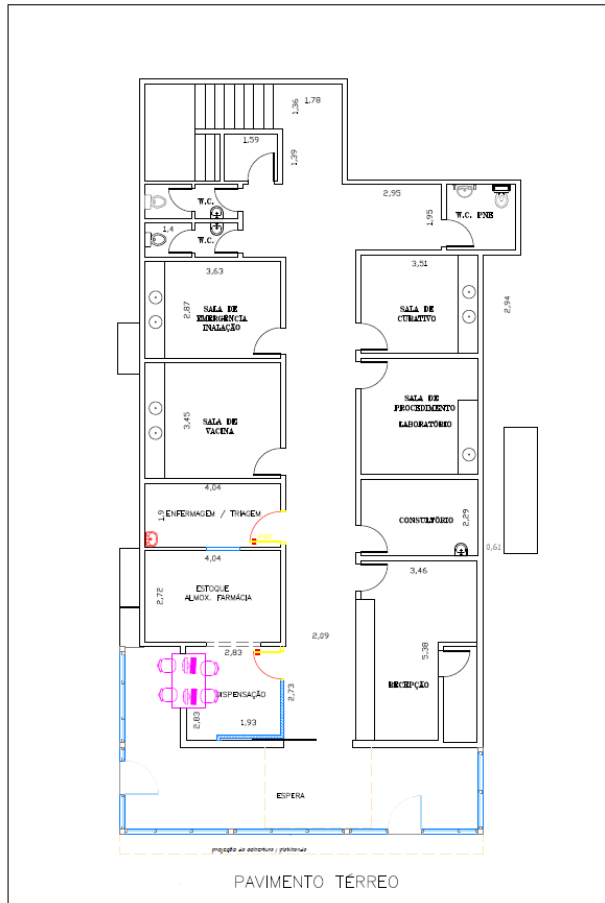 1,36
1,78
1,59
1,39
W.C.
2,95
1,95
W.C. PNE
1,4
W.C.
3,63
2,87
SALA DE
EMERGÊNCIA
INALAÇÃO
3,51
SALA DE
CURATIVO
2,94
3,45
SALA DE
VACINA
SALA DE
PROCEDIMENTO
LABORATÓRIO
4,04
1,9
ENFERMAGEM / TRIAGEM
CONSULTÓRIO
2,29
0,61
4,04
2,72
ESTOQUE
ALMOX. FARMÁCIA
3,46
2,09
5,38
RECEPÇÃO
2,83
DISPENSAÇÃO
2,73
2,83
1,93
ESPERA
PAVIMENTO TÉRREO